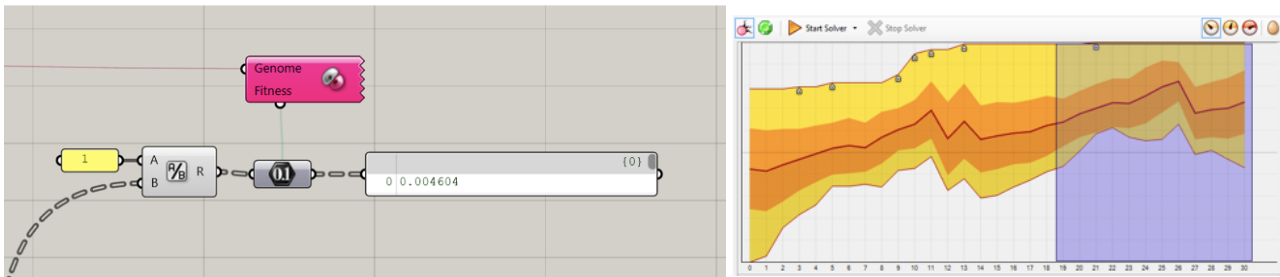 Genome
Fitness
1
A
B
A/B
R
0.1
{0}
0 0.004604
Start Solver
Stop Solver
0 1 2 3 4 5 6 7 8 9 10 11 12 13 14 15 16 17 18 19 20 21 22 23 24 25 26 27 28 29 30